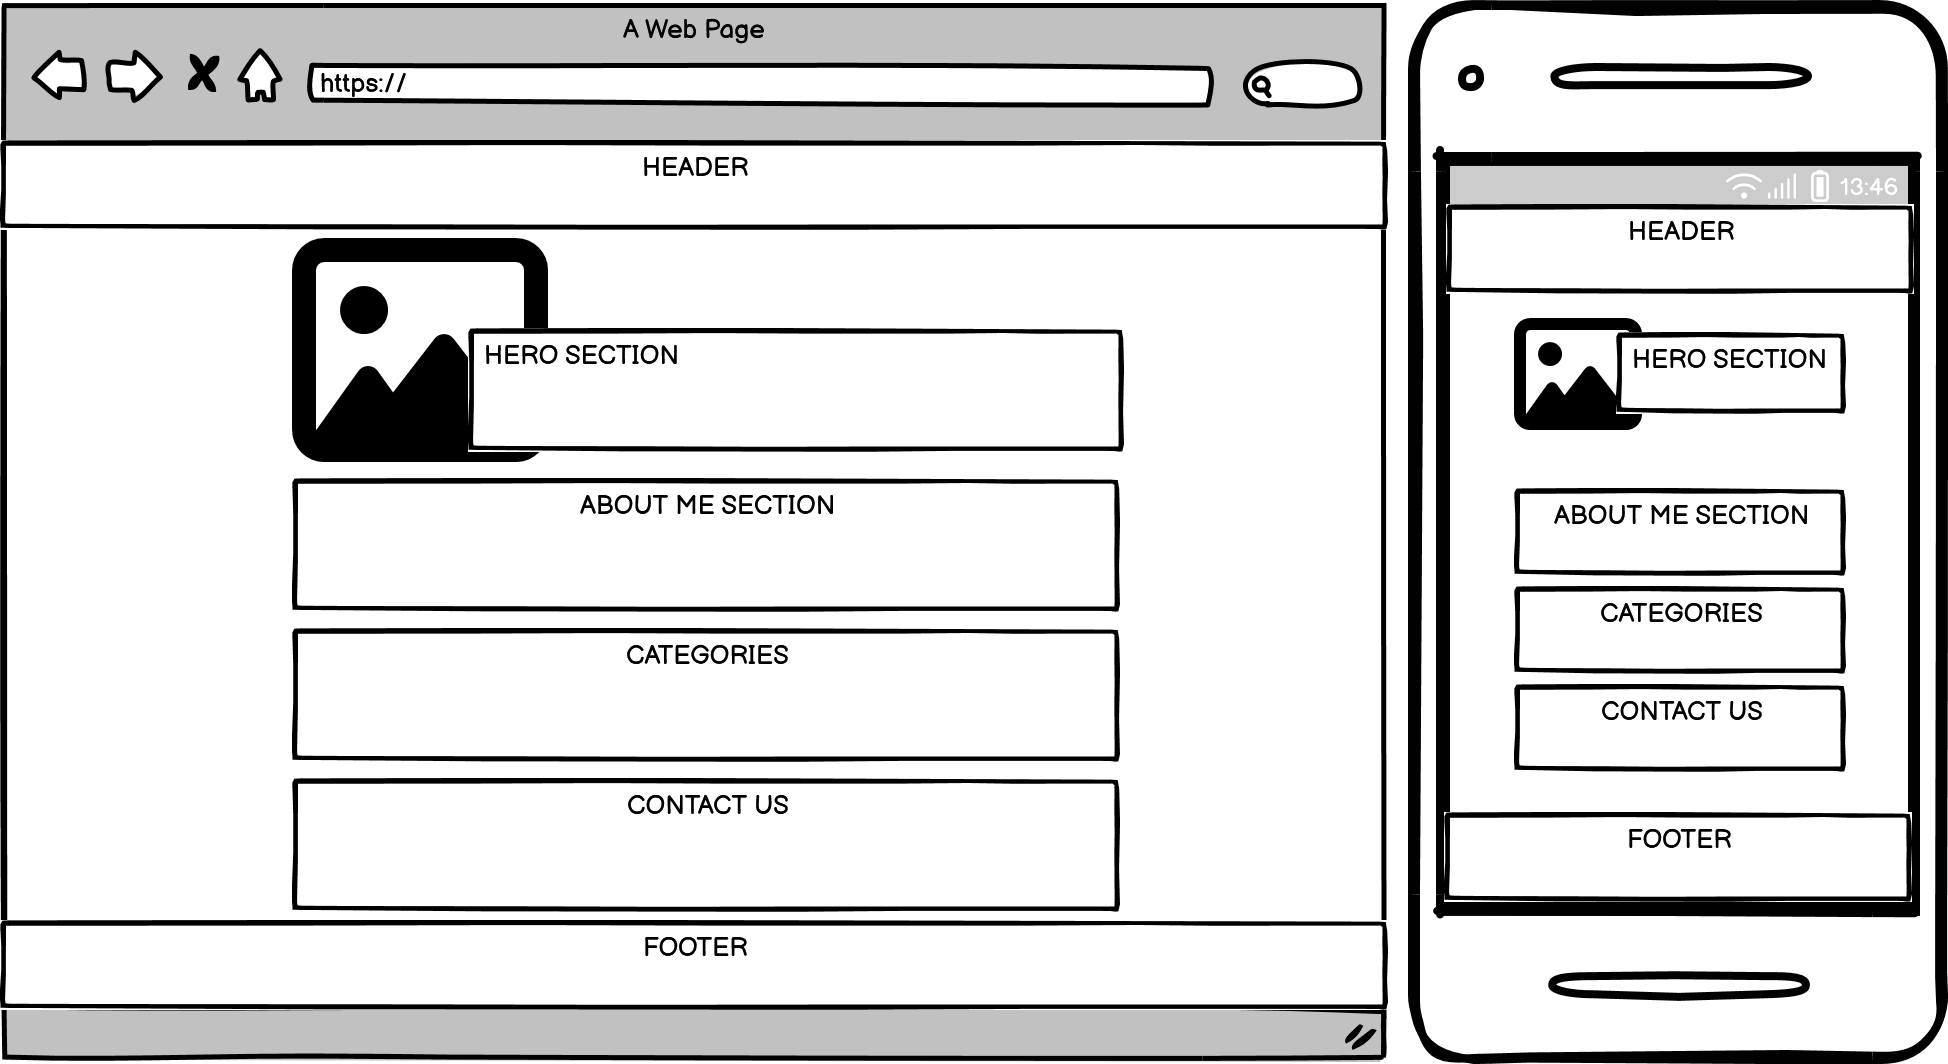 A Web Page
https://
HEADER
HERO SECTION
ABOUT ME SECTION
CATEGORIES
CONTACT US
FOOTER
13:46
HEADER
HERO SECTION
ABOUT ME SECTION
CATEGORIES
CONTACT US
FOOTER